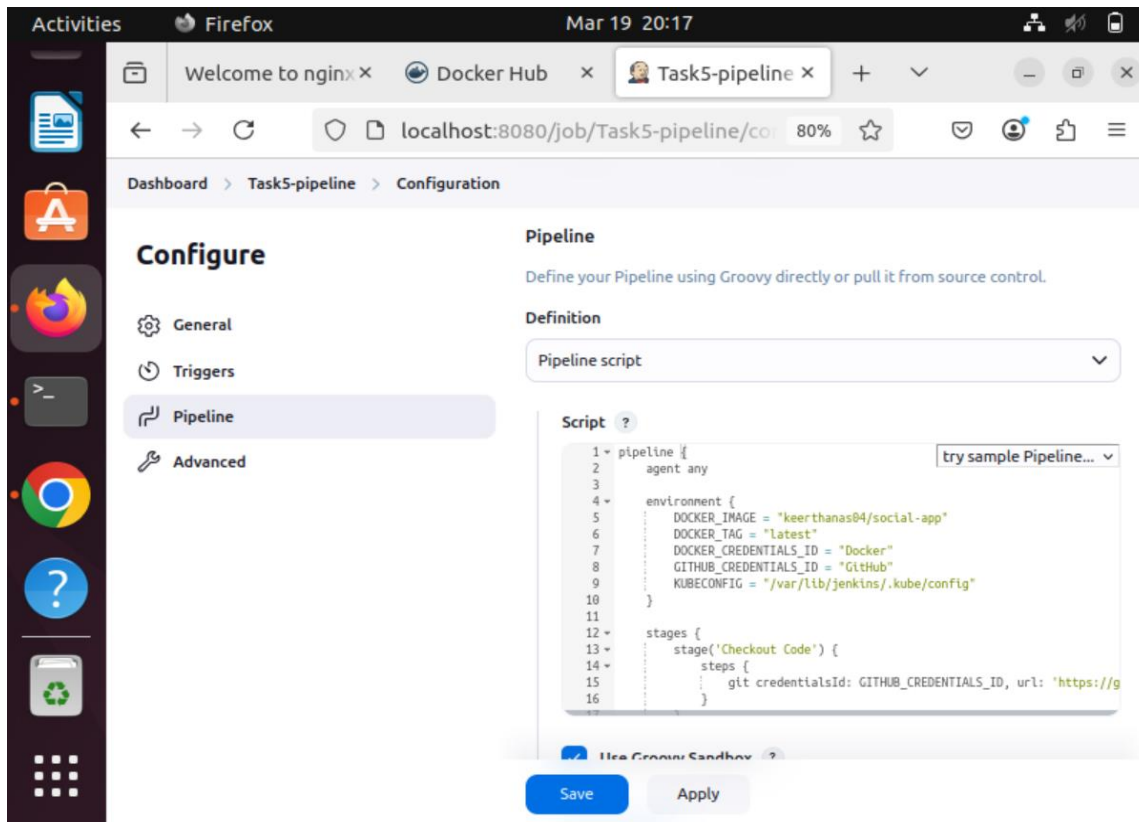 Activities Firefox Mar 19 20:17
Welcome to nginx × Docker Hub × Task5-pipeline × +
localhost:8080/job/Task5-pipeline/co 80%
Dashboard > Task5-pipeline > Configuration
Configure
General
Triggers
Pipeline
Advanced
Pipeline
Define your Pipeline using Groovy directly or pull it from source control.
Definition
Pipeline script
Script ?
try sample Pipeline...
1 pipeline {
2 agent any
3
4 environment {
5 DOCKER_IMAGE = "keerthanas04/social-app"
6 DOCKER_TAG = "latest"
7 DOCKER_CREDENTIALS_ID = "Docker"
8 GITHUB_CREDENTIALS_ID = "GitHub"
9 KUBECONFIG = "/var/lib/jenkins/.kube/config"
10 }
11
12 stages {
13 stage('Checkout Code') {
14 steps {
15 git credentialsId: GITHUB_CREDENTIALS_ID, url: 'https://g
16 }
Use Groovy Sandbox ?
Save Apply